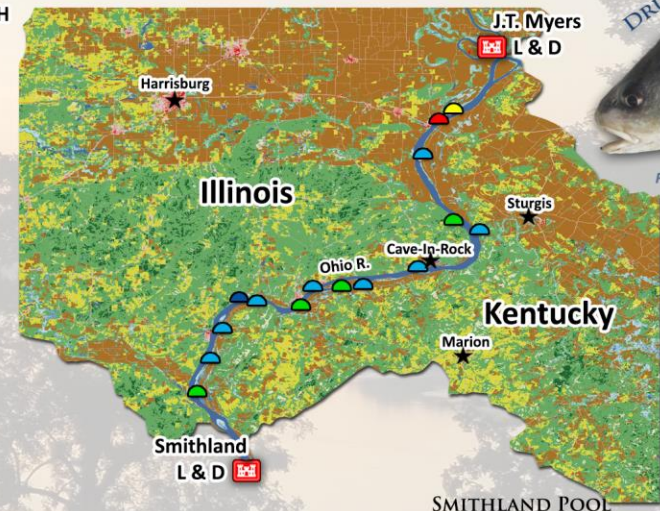 H
J.T. Myers
L & D
Harrisburg
Illinois
Sturgis
Cave-In-Rock
Ohio R.
Kentucky
Marion
Smithland
L & D
SMITHLAND POOL